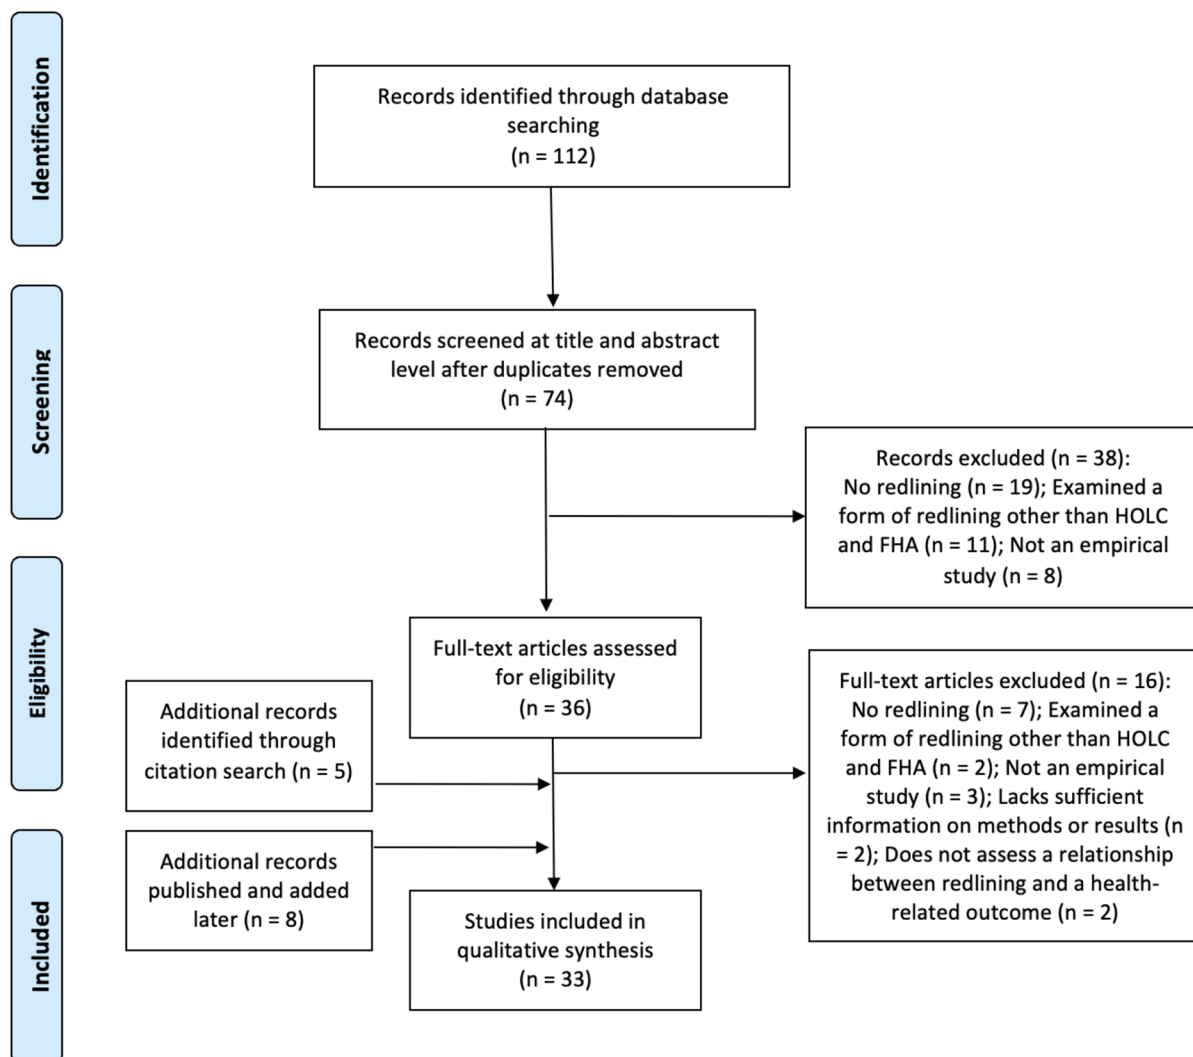 Identification
Records identified through database
searching
(n = 112)
Screening
Records screened at title and abstract
level after duplicates removed
(n = 74)
Records excluded (n = 38):
No redlining (n = 19); Examined a
form of redlining other than HOLC
and FHA (n = 11); Not an empirical
study (n = 8)
Eligibility
Full-text articles assessed
for eligibility
(n = 36)
Additional records
identified through
citation search (n = 5)
Full-text articles excluded (n = 16):
No redlining (n = 7); Examined a
form of redlining other than HOLC
and FHA (n = 2); Not an empirical
study (n = 3); Lacks sufficient
information on methods or results (n
= 2); Does not assess a relationship
between redlining and a health-
related outcome (n = 2)
Included
Additional records
published and added
later (n = 8)
Studies included in
qualitative synthesis
(n = 33)